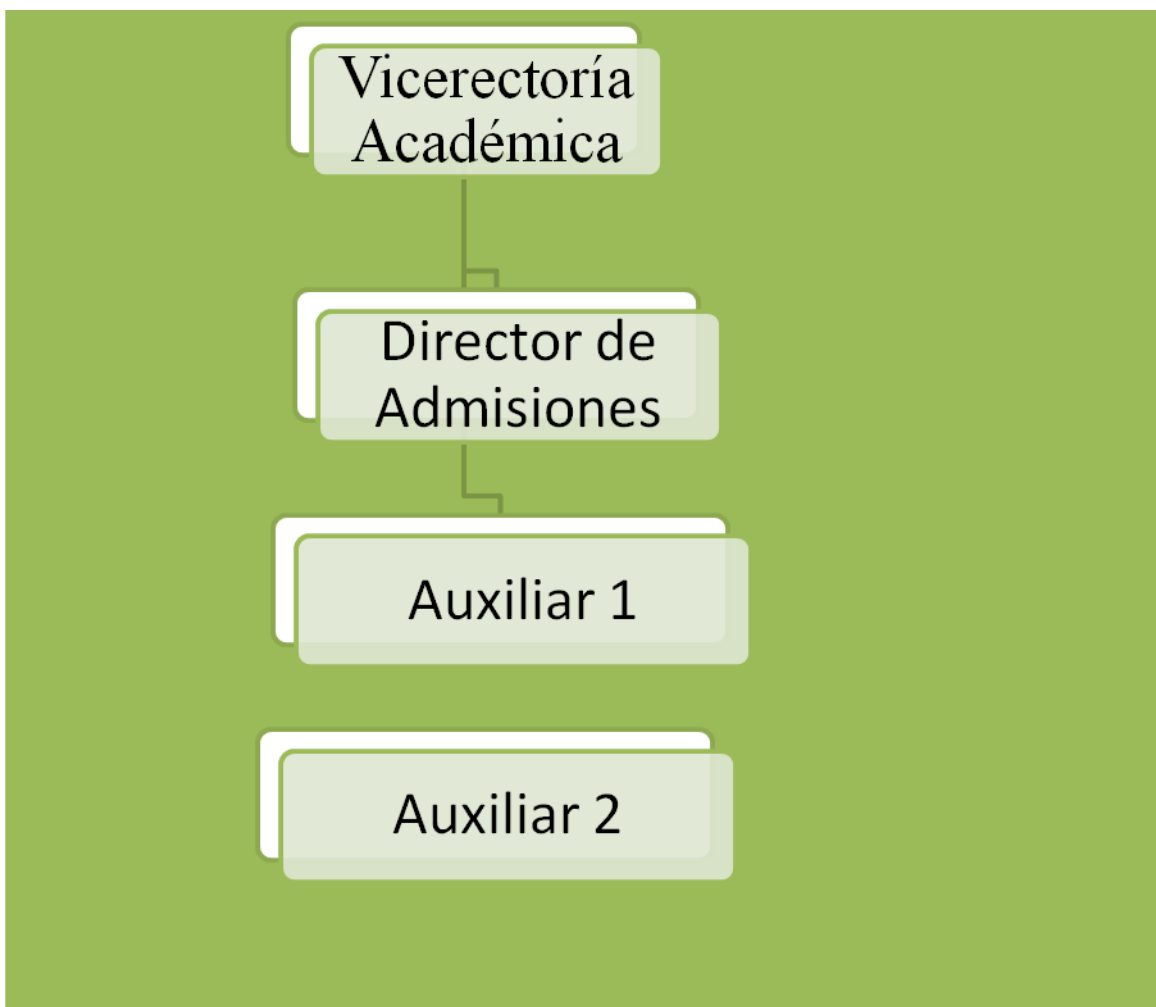 Vicerectoría
Académica
Director de
Admisiones
Auxiliar 1
Auxiliar 2